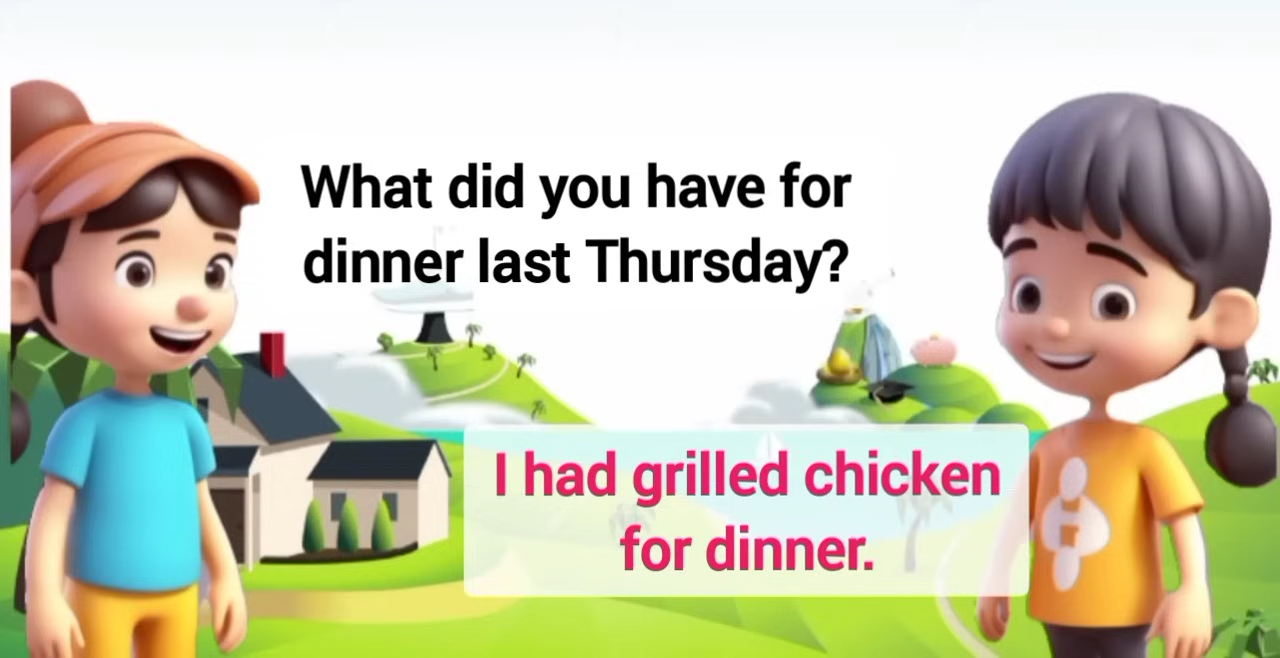 What did you have for
dinner last Thursday?
I had grilled chicken
for dinner.